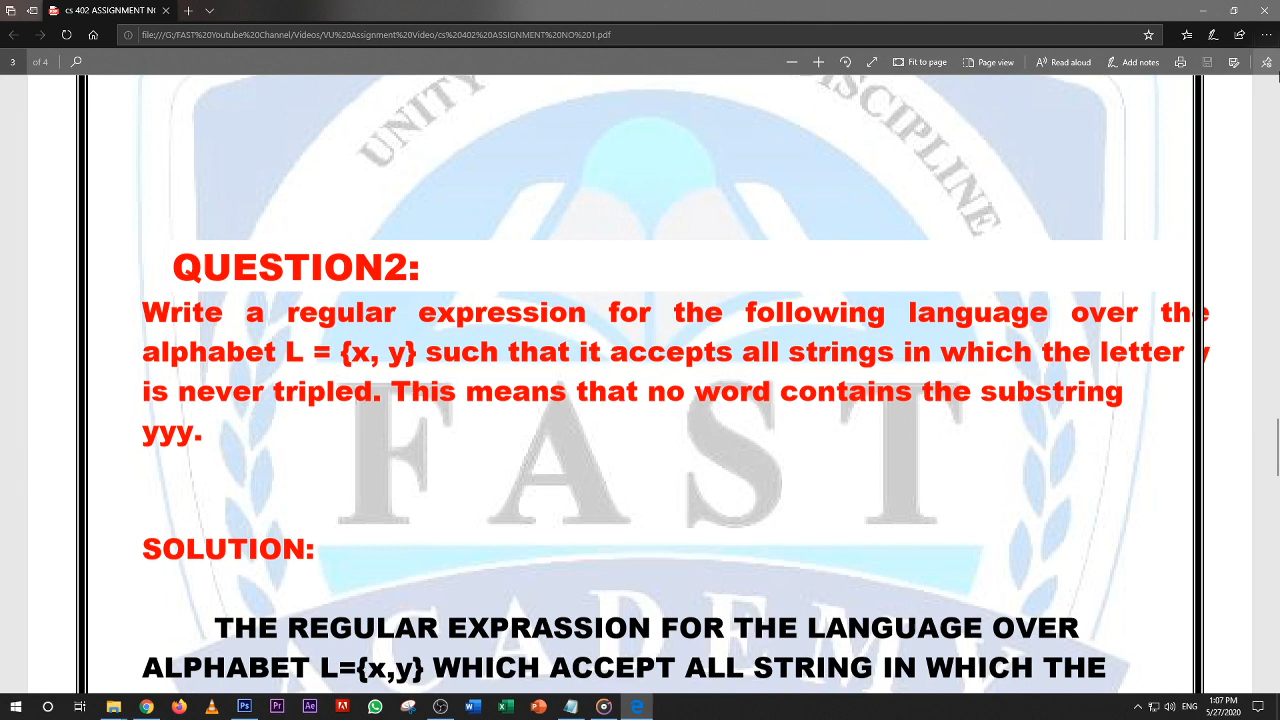 cs 402 ASSIGNMENT N
file:///G:/FAST%20Youtube%20Channel/Videos/VU%20Assignment%20Video/cs%20402%20ASSIGNMENT%20NO%201.pdf
3 of 4 Fit to page Page view Read aloud Add notes
UNITY DISCIPLINE
QUESTION2:
Write a regular expression for the following language over the
alphabet L = {x, y} such that it accepts all strings in which the letter y
is never tripled. This means that no word contains the substring
yyy.
FAST
SOLUTION:
ACADEMY
THE REGULAR EXPRASSION FOR THE LANGUAGE OVER
ALPHABET L={x,y} WHICH ACCEPT ALL STRING IN WHICH THE
ENG 1:07 PM
5/27/2020